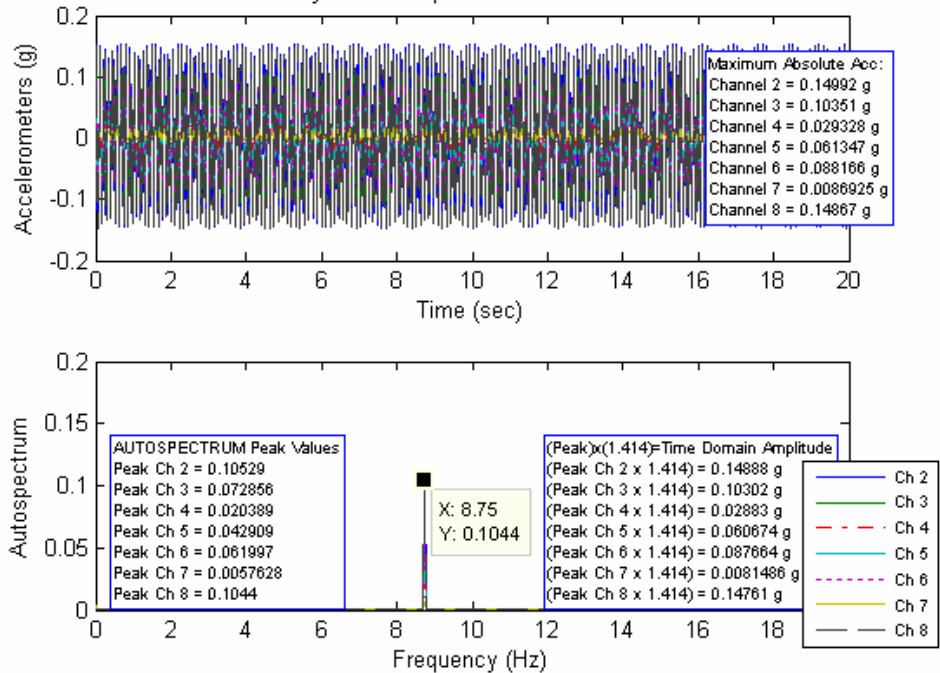 0.2
0.1
0
-0.1
-0.2
Accelerometers (g)
Maximum Absolute Acc:
Channel 2 = 0.14992 g
Channel 3 = 0.10351 g
Channel 4 = 0.029328 g
Channel 5 = 0.061347 g
Channel 6 = 0.088166 g
Channel 7 = 0.0086925 g
Channel 8 = 0.14867 g
0 2 4 6 8 10 12 14 16 18 20
Time (sec)
0.2
0.15
0.1
0.05
0
Autospectrum
AUTOSPECTRUM Peak Values
Peak Ch 2 = 0.10529
Peak Ch 3 = 0.072856
Peak Ch 4 = 0.020389
Peak Ch 5 = 0.042909
Peak Ch 6 = 0.061997
Peak Ch 7 = 0.0057628
Peak Ch 8 = 0.1044
X: 8.75
Y: 0.1044
(Peak)x(1.414)=Time Domain Amplitude
(Peak Ch 2 x 1.414) = 0.14888 g
(Peak Ch 3 x 1.414) = 0.10302 g
(Peak Ch 4 x 1.414) = 0.02883 g
(Peak Ch 5 x 1.414) = 0.060674 g
(Peak Ch 6 x 1.414) = 0.087664 g
(Peak Ch 7 x 1.414) = 0.0081486 g
(Peak Ch 8 x 1.414) = 0.14761 g
Ch 2
Ch 3
Ch 4
Ch 5
Ch 6
Ch 7
Ch 8
0 2 4 6 8 10 12 14 16 18
Frequency (Hz)